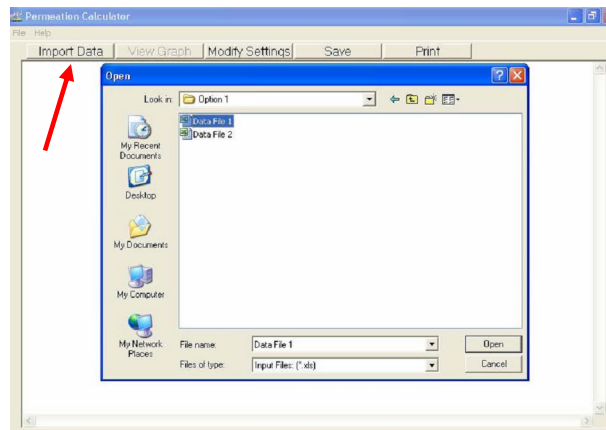 Permeation Calculator
File Help
Import Data View Graph Modify Settings Save Print
Open
Look in: Option 1
Data File 1
Data File 2
My Recent
Documents
Desktop
My Documents
My Computer
My Network
Places
File name: Data File 1 Open
Files of type: Input Files: (*.xls) Cancel